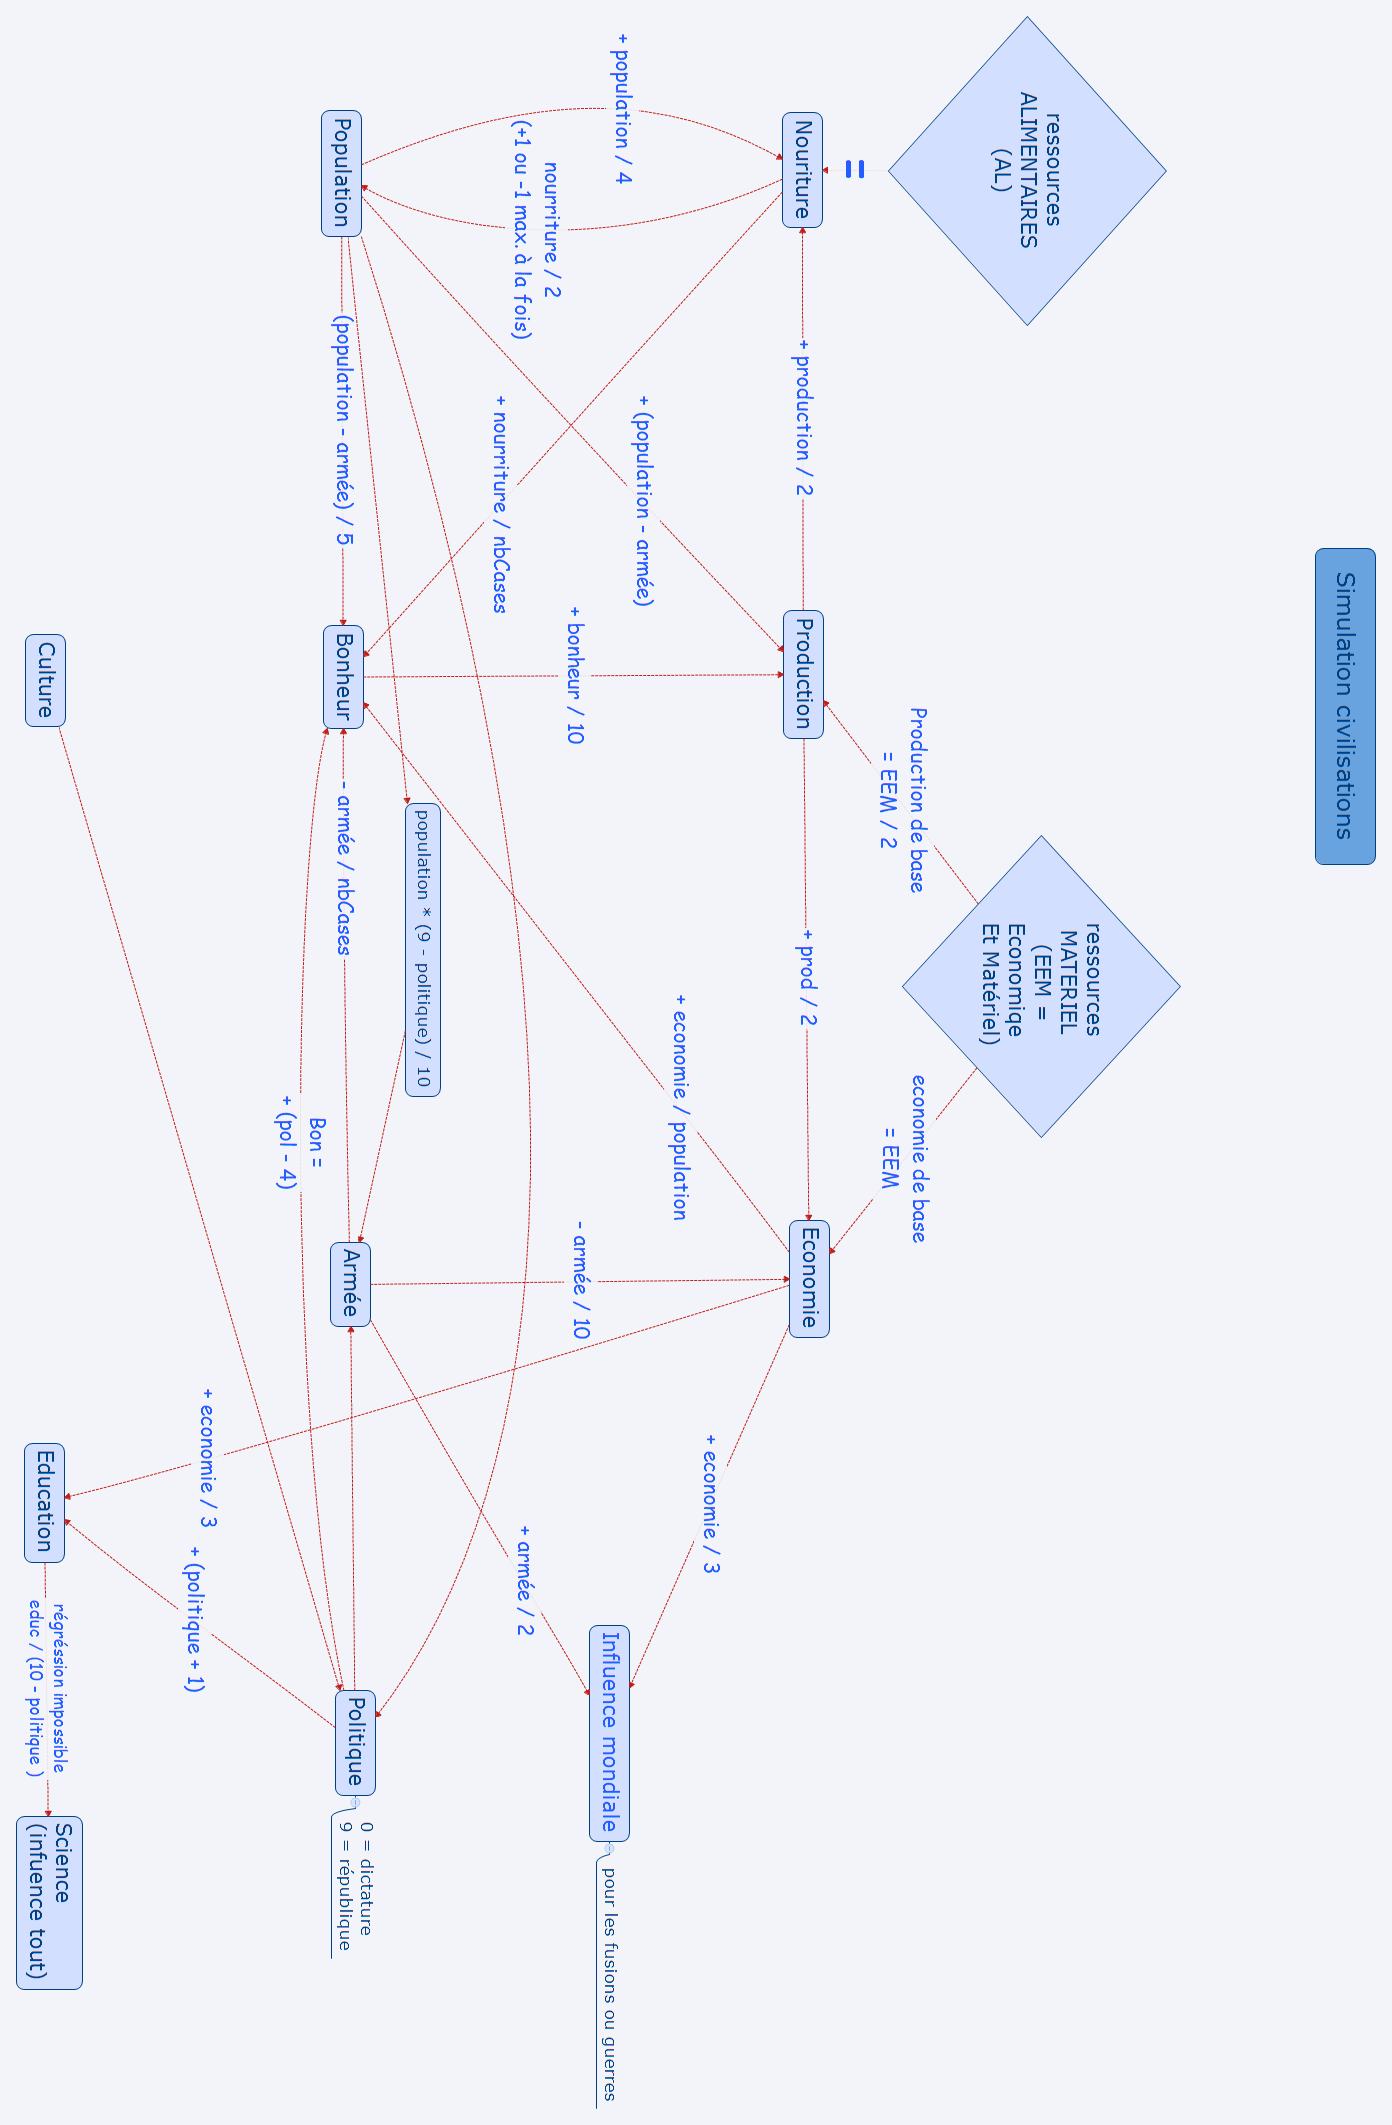 Simulation civilisations
ressources
ALIMENTAIRES
(AL)
ressources
MATERIEL
(EEM =
Economiqe
Et Matériel)
=
Production de base
= EEM / 2
economie de base
= EEM
Nouriture
+ production / 2
Production
+ prod / 2
Economie
+ population / 4
nourriture / 2
(+1 ou -1 max. à la fois)
+ (population - armée)
+ nourriture / nbCases
+ bonheur / 10
+ economie / population
- armée / 10
+ economie / 3
+ armée / 2
Influence mondiale
pour les fusions ou guerres
population * (9 - politique) / 10
Population
(population - armée) / 5
Bonheur
- armée / nbCases
Armée
Politique
0 = dictature
9 = république
Bon =
+ (pol - 4)
+ economie / 3
+ (politique + 1)
Culture
Education
régréssion impossible
educ / (10 - politique )
Science
(infuence tout)